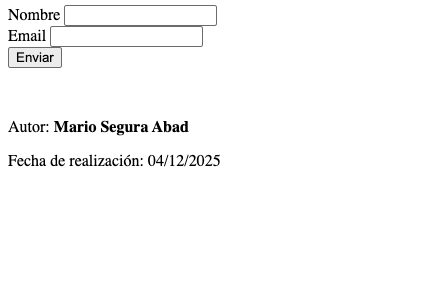 Nombre
Email
Enviar
Autor: Mario Segura Abad
Fecha de realización: 04/12/2025